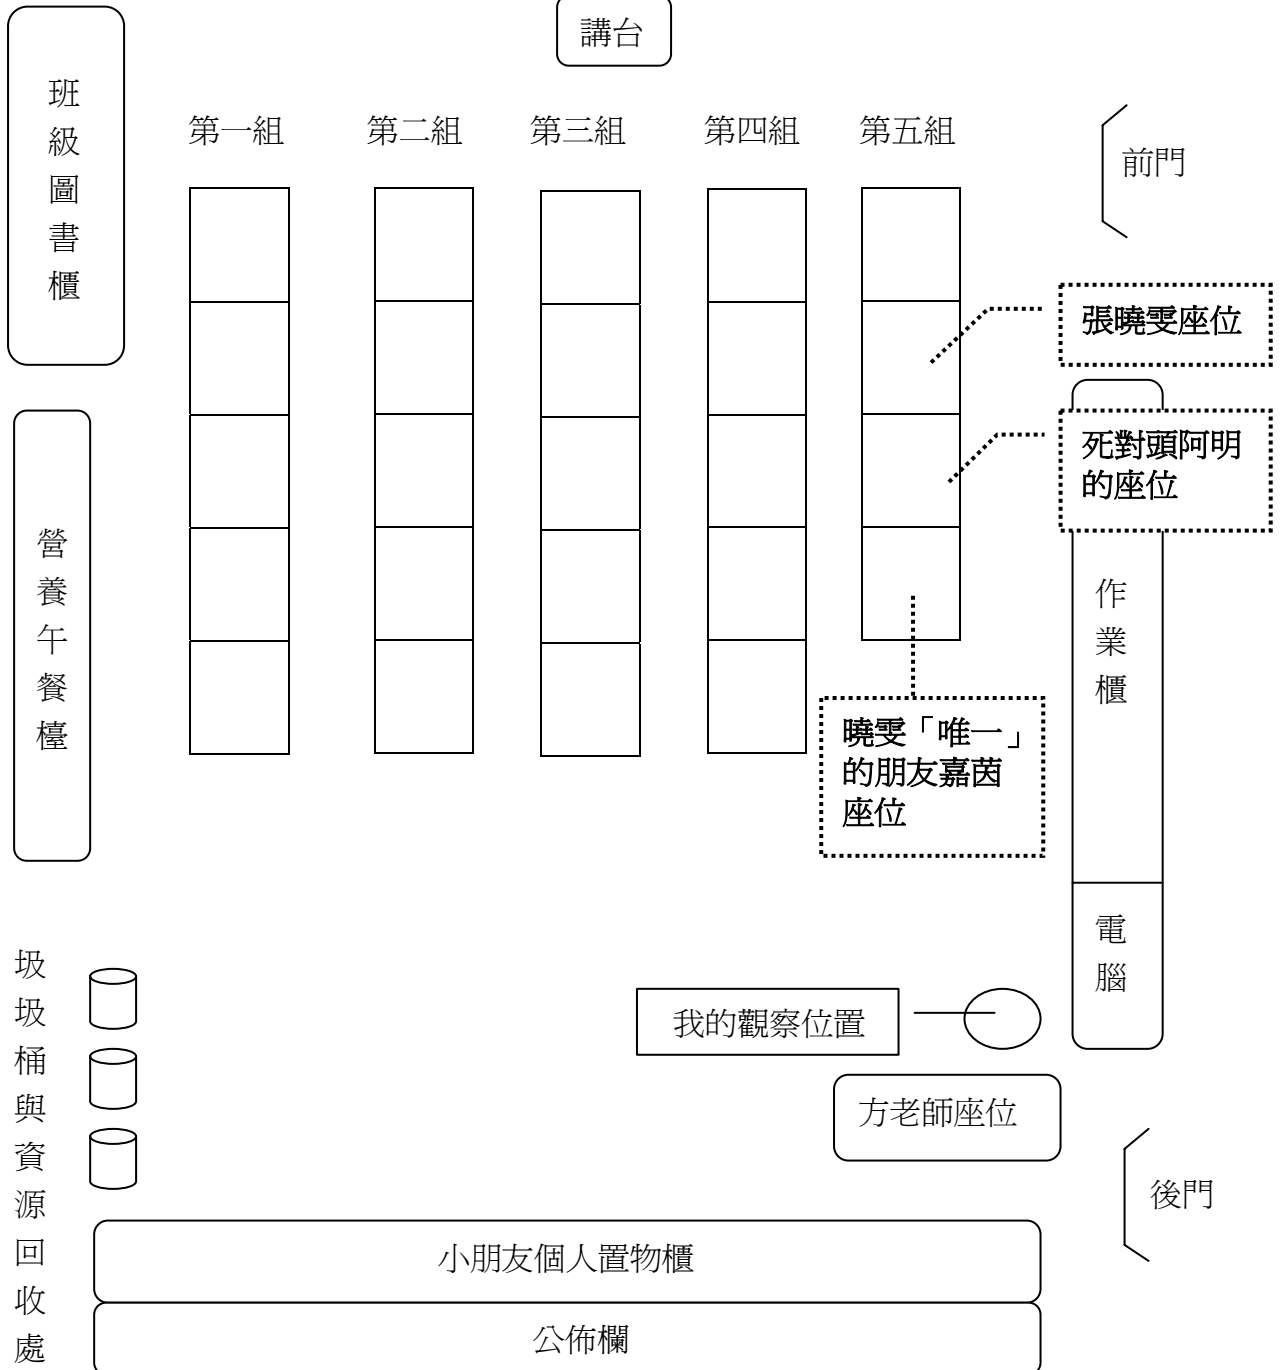 講台
班級圖書櫃
第一組
第二組
第三組
第四組
第五組
前門
張曉雯座位
死對頭阿明
的座位
營養午餐檯
作業櫃
曉雯「唯一」
的朋友嘉茵
座位
電腦
圾圾桶與資源回收處
我的觀察位置
方老師座位
後門
小朋友個人置物櫃
公佈欄